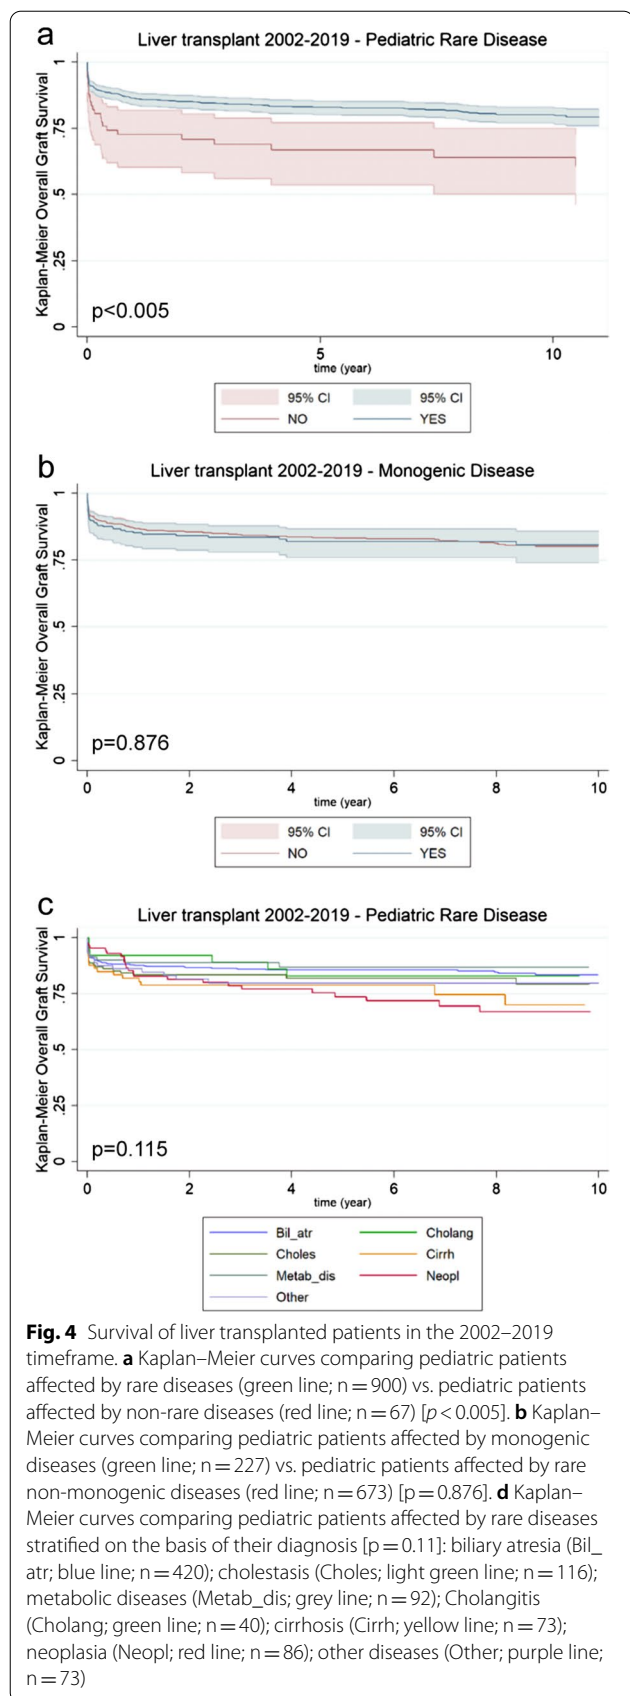 a
Liver transplant 2002-2019 - Pediatric Rare Disease
Kaplan-Meier Overall Graft Survival
1
.75
.5
.25
0
p<0.005
0 5 10
time (year)
95% CI 95% CI
NO YES
b
Liver transplant 2002-2019 - Monogenic Disease
Kaplan-Meier Overall Graft Survival
1
.75
.5
.25
0
p=0.876
0 2 4 6 8 10
time (year)
95% CI 95% CI
NO YES
c
Liver transplant 2002-2019 - Pediatric Rare Disease
Kaplan-Meier Overall Graft Survival
1
.75
.5
.25
0
p=0.115
0 2 4 6 8 10
time (year)
Bil_atr Cholang
Choles Cirrh
Metab_dis Neopl
Other
Fig. 4 Survival of liver transplanted patients in the 2002–2019
timeframe. a Kaplan–Meier curves comparing pediatric patients
affected by rare diseases (green line; n = 900) vs. pediatric patients
affected by non-rare diseases (red line; n = 67) [p < 0.005]. b Kaplan–
Meier curves comparing pediatric patients affected by monogenic
diseases (green line; n = 227) vs. pediatric patients affected by rare
non-monogenic diseases (red line; n = 673) [p = 0.876]. d Kaplan–
Meier curves comparing pediatric patients affected by rare diseases
stratified on the basis of their diagnosis [p = 0.11]: biliary atresia (Bil_
atr; blue line; n = 420); cholestasis (Choles; light green line; n = 116);
metabolic diseases (Metab_dis; grey line; n = 92); Cholangitis
(Cholang; green line; n = 40); cirrhosis (Cirrh; yellow line; n = 73);
neoplasia (Neopl; red line; n = 86); other diseases (Other; purple line;
n = 73)